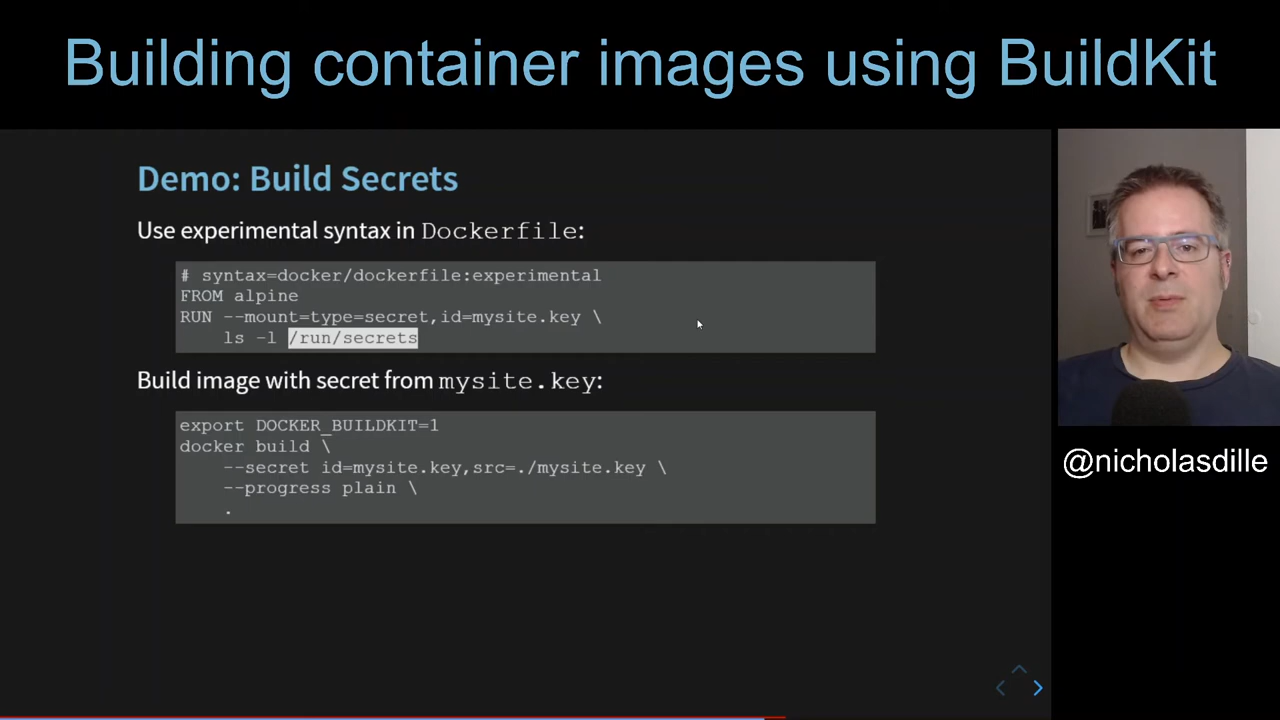 Building container images using BuildKit
Demo: Build Secrets
Use experimental syntax in Dockerfile:
# syntax=docker/dockerfile:experimental
FROM alpine
RUN --mount=type=secret,id=mysite.key \
ls -l /run/secrets
Build image with secret from mysite.key:
export DOCKER_BUILDKIT=1
docker build \
--secret id=mysite.key,src=./mysite.key \
--progress plain \
.
@nicholasdille